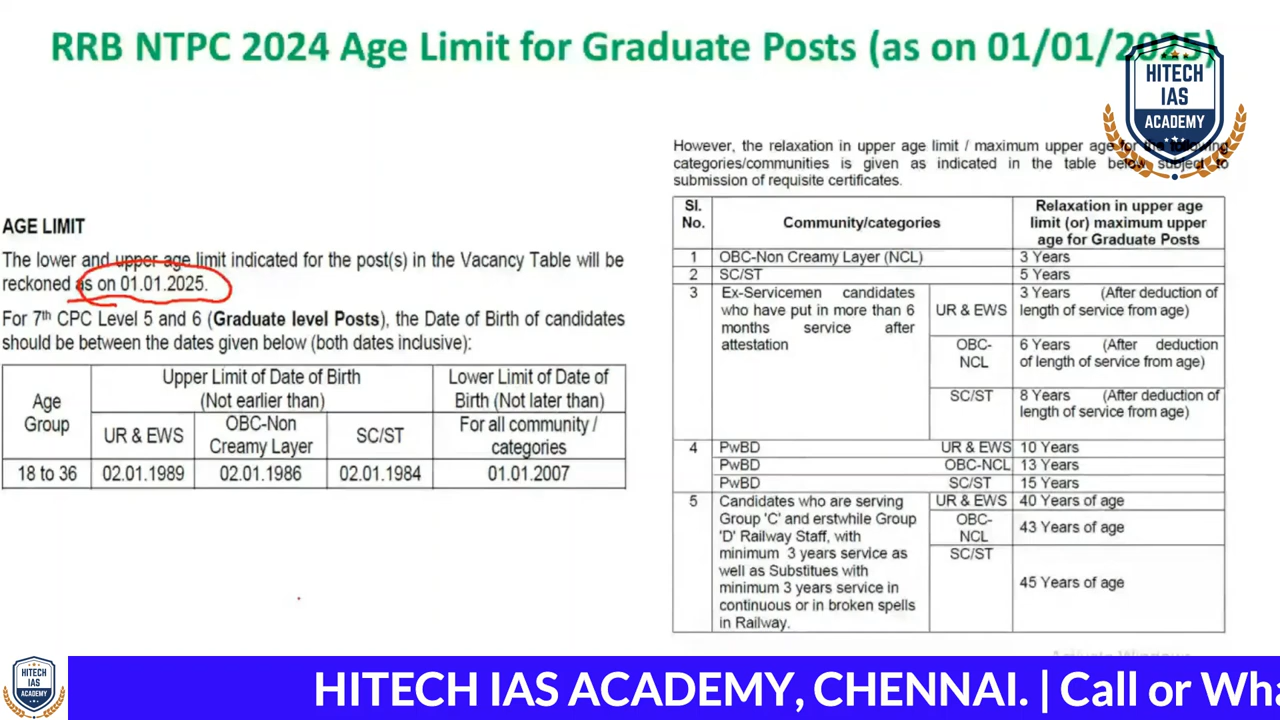 RRB NTPC 2024 Age Limit for Graduate Posts (as on 01/01/2025)
HITECH
IAS
ACADEMY
AGE LIMIT
The lower and upper age limit indicated for the post(s) in the Vacancy Table will be
reckoned as on 01.01.2025.
For 7th CPC Level 5 and 6 (Graduate level Posts), the Date of Birth of candidates
should be between the dates given below (both dates inclusive):
Age Group
Upper Limit of Date of Birth
(Not earlier than)
Lower Limit of Date of
Birth (Not later than)
UR & EWS
OBC-Non
Creamy Layer
SC/ST
For all community /
categories
18 to 36 02.01.1989 02.01.1986 02.01.1984 01.01.2007
However, the relaxation in upper age limit / maximum upper age for the following
categories/communities is given as indicated in the table below subject to
submission of requisite certificates.
Sl.
No.
Community/categories
Relaxation in upper age
limit (or) maximum upper
age for Graduate Posts
1 OBC-Non Creamy Layer (NCL) 3 Years
2 SC/ST 5 Years
3 Ex-Servicemen candidates
who have put in more than 6
months service after
attestation
UR & EWS
3 Years (After deduction of
length of service from age)
OBC-
NCL
6 Years (After deduction
of length of service from age)
SC/ST
8 Years (After deduction of
length of service from age)
4 PwBD UR & EWS 10 Years
PwBD OBC-NCL 13 Years
PwBD SC/ST 15 Years
5 Candidates who are serving
Group 'C' and erstwhile Group
'D' Railway Staff, with
minimum 3 years service as
well as Substitues with
minimum 3 years service in
continuous or in broken spells
in Railway.
UR & EWS 40 Years of age
OBC-
NCL
43 Years of age
SC/ST
45 Years of age
Activate Windows
HITECH
IAS
ACADEMY
HITECH IAS ACADEMY, CHENNAI. | Call or Wha